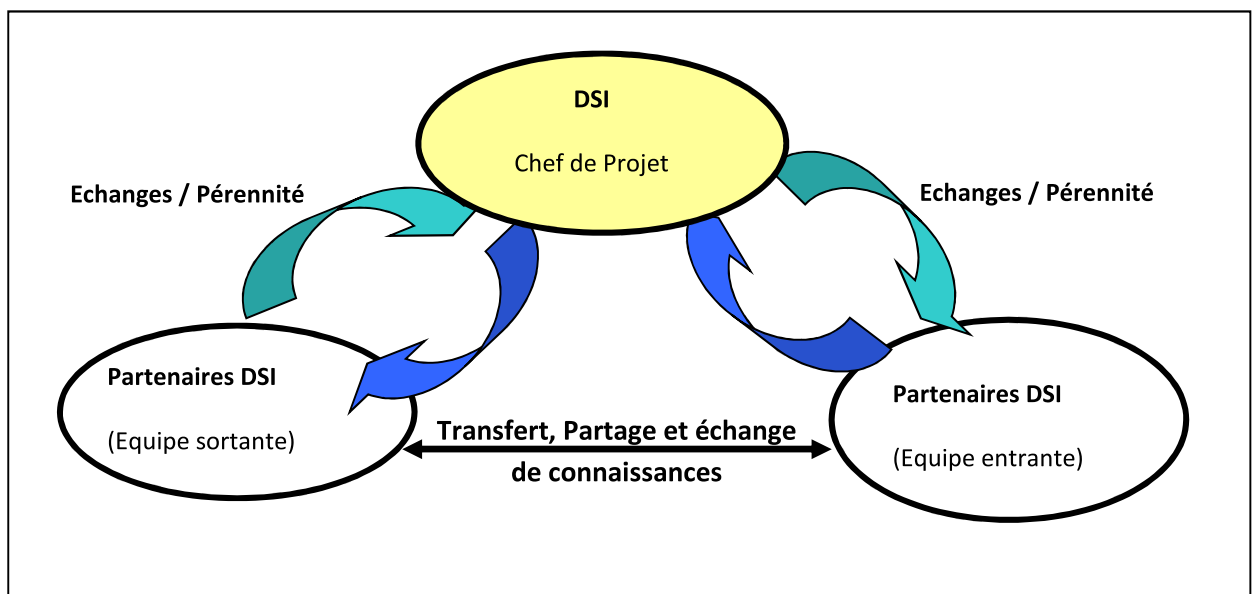 DSI
Chef de Projet
Echanges / Pérennité
Echanges / Pérennité
Partenaires DSI
(Equipe sortante)
Partenaires DSI
(Equipe entrante)
Transfert, Partage et échange
de connaissances